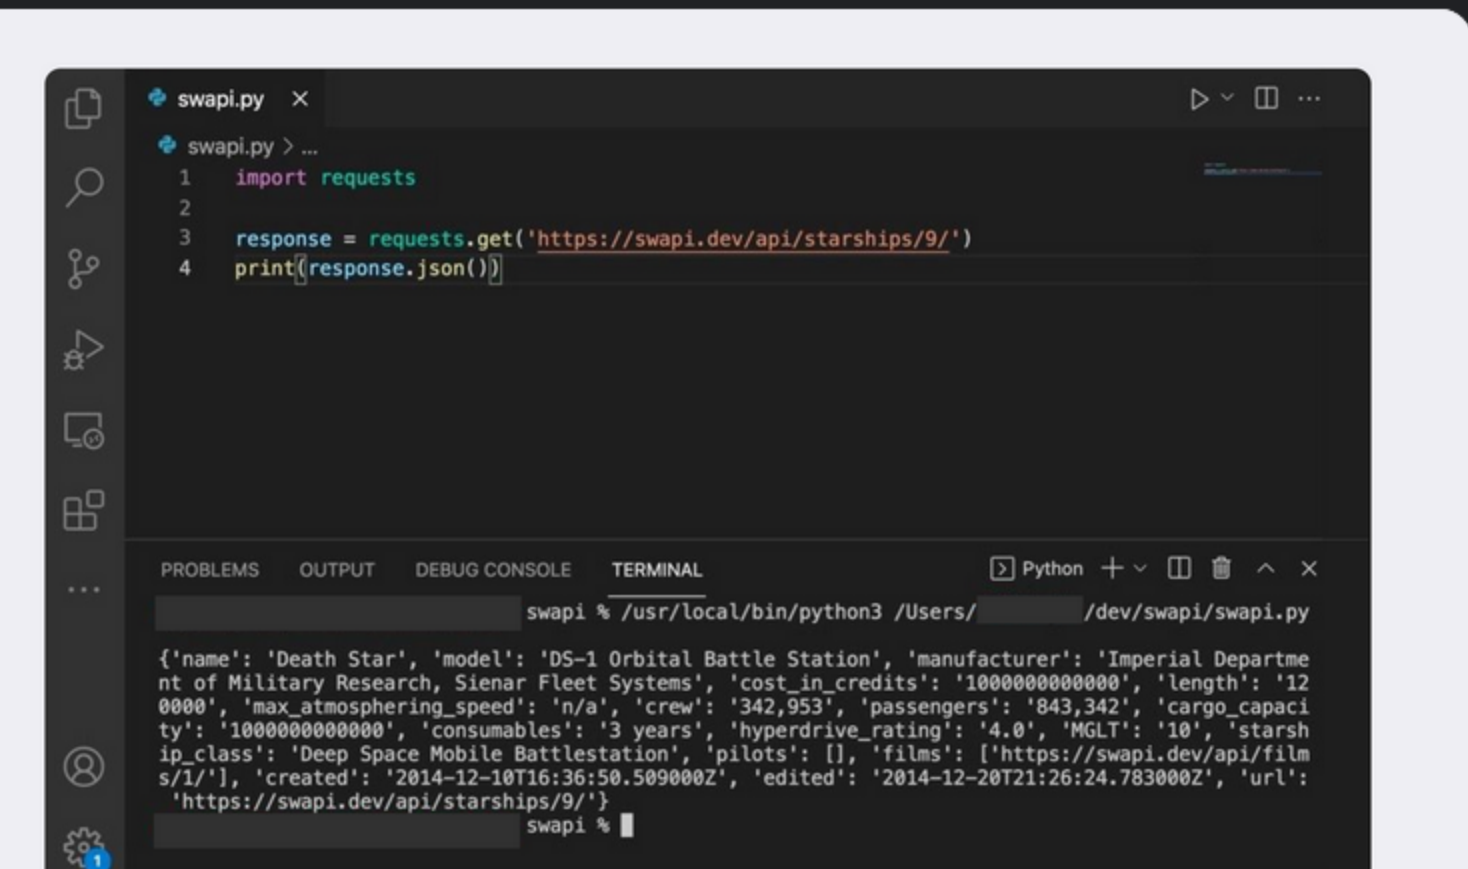 swapi.py
swapi.py > ...
1 import requests
2
3 response = requests.get('https://swapi.dev/api/starships/9/')
4 print(response.json())
PROBLEMS OUTPUT DEBUG CONSOLE TERMINAL Python
swapi % /usr/local/bin/python3 /Users/ /dev/swapi/swapi.py
{'name': 'Death Star', 'model': 'DS-1 Orbital Battle Station', 'manufacturer': 'Imperial Departme
nt of Military Research, Sienar Fleet Systems', 'cost_in_credits': '1000000000000', 'length': '12
0000', 'max_atmosphering_speed': 'n/a', 'crew': '342,953', 'passengers': '843,342', 'cargo_capaci
ty': '1000000000000', 'consumables': '3 years', 'hyperdrive_rating': '4.0', 'MGLT': '10', 'starsh
ip_class': 'Deep Space Mobile Battlestation', 'pilots': [], 'films': ['https://swapi.dev/api/film
s/1/'], 'created': '2014-12-10T16:36:50.509000Z', 'edited': '2014-12-20T21:26:24.783000Z', 'url':
'https://swapi.dev/api/starships/9/'}
swapi %
1